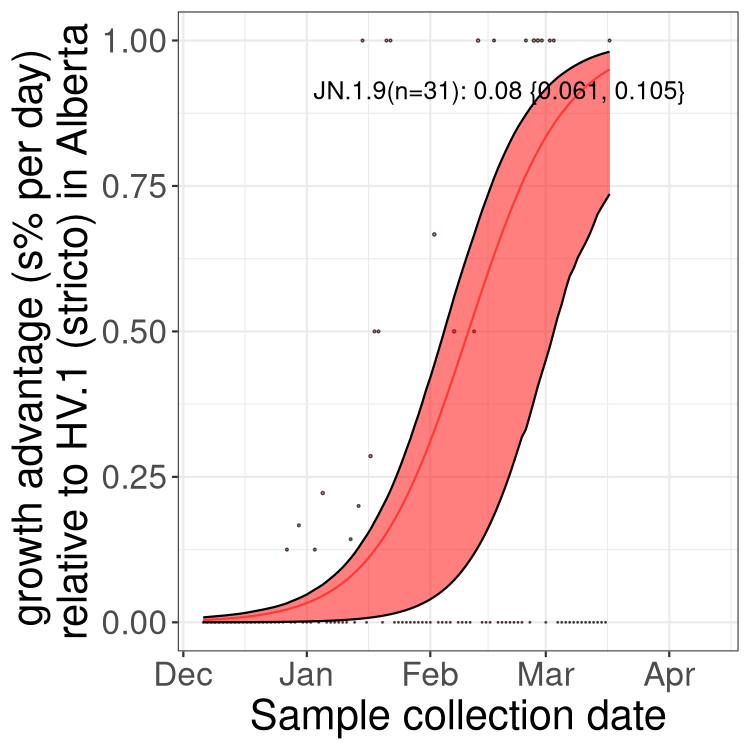 growth advantage (s% per day)
relative to HV.1 (stricto) in Alberta
1.00
0.75
0.50
0.25
0.00
JN.1.9(n=31): 0.08 {0.061, 0.105}
Dec Jan Feb Mar Apr
Sample collection date